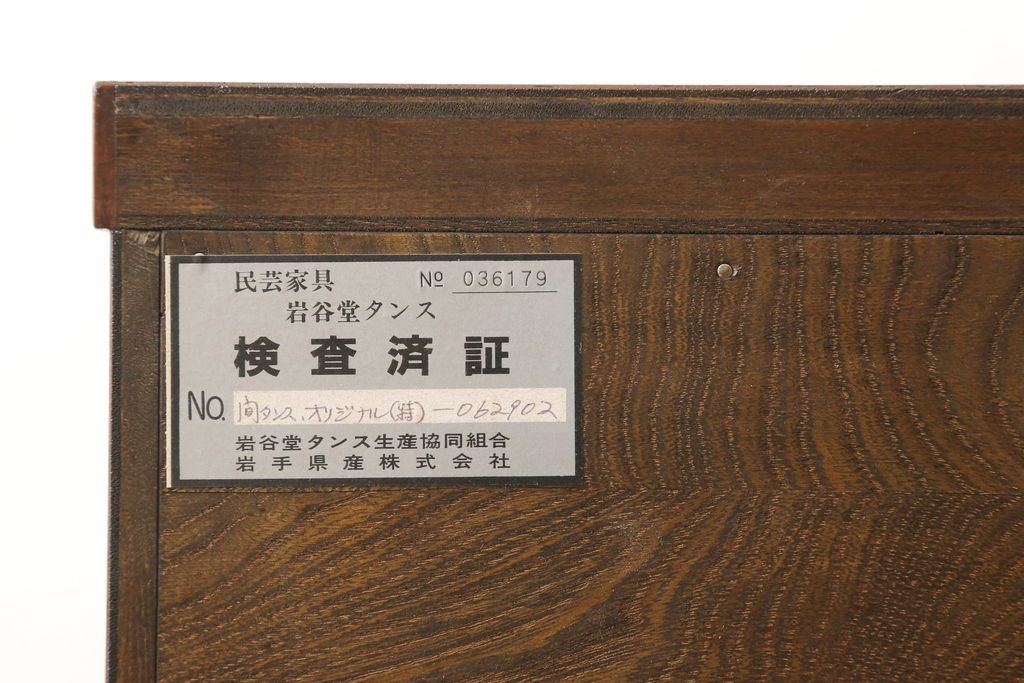 民芸家具 № 036179
岩谷堂タンス
検査済証
No. 間タンス、オリジナル(特)-062902
岩谷堂タンス生産協同組合
岩手県産株式会社